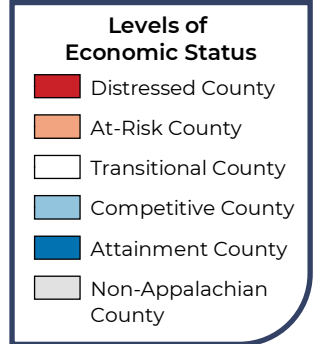 Levels of
Economic Status
Distressed County
At-Risk County
Transitional County
Competitive County
Attainment County
Non-Appalachian
County